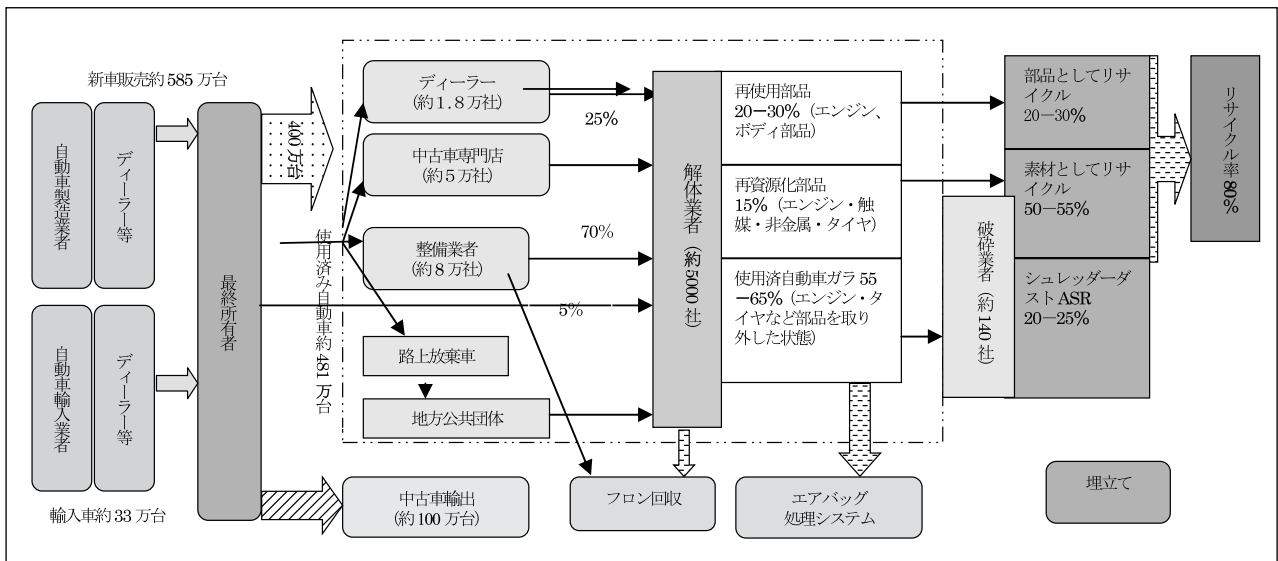 新車販売約585万台
自動車製造業者
ディーラー等
自動車輸入業者
ディーラー等
輸入車約33万台
最終所有者
400万台
使用済み自動車約481万台
ディーラー
(約1.8万社)
中古車専門店
(約5万社)
整備業者
(約8万社)
路上放棄車
地方公共団体
中古車輸出
(約100万台)
25%
70%
5%
解体業者(約5000社)
再使用部品
20−30%(エンジン、
ボディ部品)
再資源化部品
15%(エンジン・触
媒・非金属・タイヤ)
使用済自動車ガラ55
−65%(エンジン・タ
イヤなど部品を取り
外した状態)
フロン回収
エアバッグ
処理システム
破砕業者(約140社)
部品としてリサ
イクル
20−30%
素材としてリサ
イクル
50−55%
シュレッダーダ
ストASR
20−25%
リサイクル率80%
埋立て